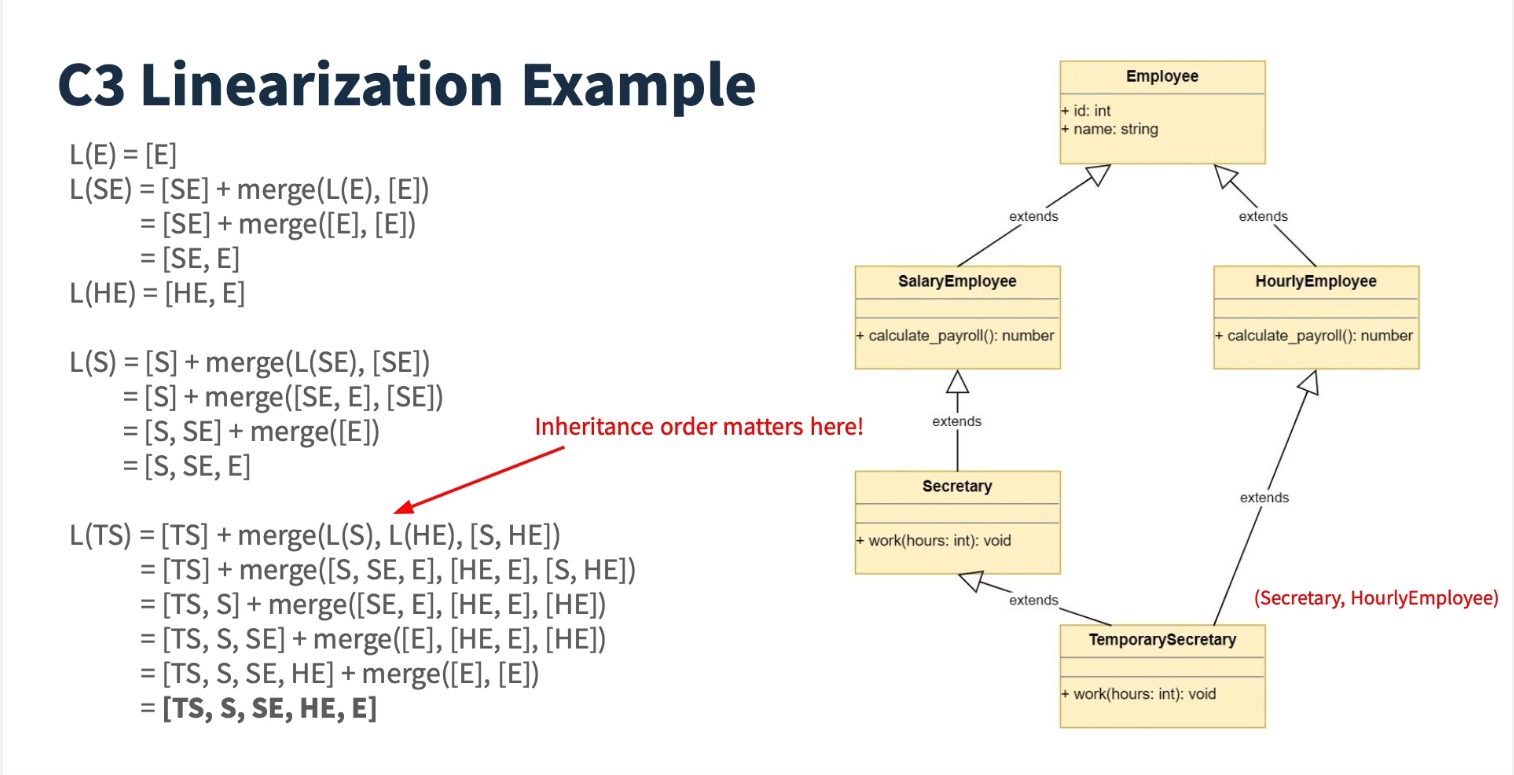 C3 Linearization Example
L(E) = [E]
L(SE) = [SE] + merge(L(E), [E])
= [SE] + merge([E], [E])
= [SE, E]
L(HE) = [HE, E]
L(S) = [S] + merge(L(SE), [SE])
= [S] + merge([SE, E], [SE])
= [S, SE] + merge([E])
= [S, SE, E]
Inheritance order matters here!
L(TS) = [TS] + merge(L(S), L(HE), [S, HE])
= [TS] + merge([S, SE, E], [HE, E], [S, HE])
= [TS, S] + merge([SE, E], [HE, E], [HE])
= [TS, S, SE] + merge([E], [HE, E], [HE])
= [TS, S, SE, HE] + merge([E], [E])
= [TS, S, SE, HE, E]
Employee
+ id: int
+ name: string
extends
extends
SalaryEmployee
+ calculate_payroll(): number
HourlyEmployee
+ calculate_payroll(): number
extends
Secretary
+ work(hours: int): void
extends
extends
(Secretary, HourlyEmployee)
TemporarySecretary
+ work(hours: int): void